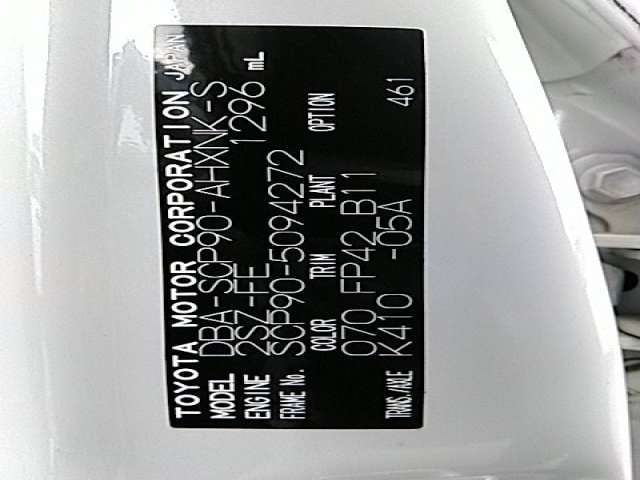 TOYOTA MOTOR CORPORATION JAPAN
MODEL DBA-SCP90-AHXNK-S
ENGINE 2SZ-FE 1296 mL
FRAME No. SCP90-5094272
COLOR TRIM PLANT OPTION
070 FP42 B11 461
TRANS./AXLE K410 -05A